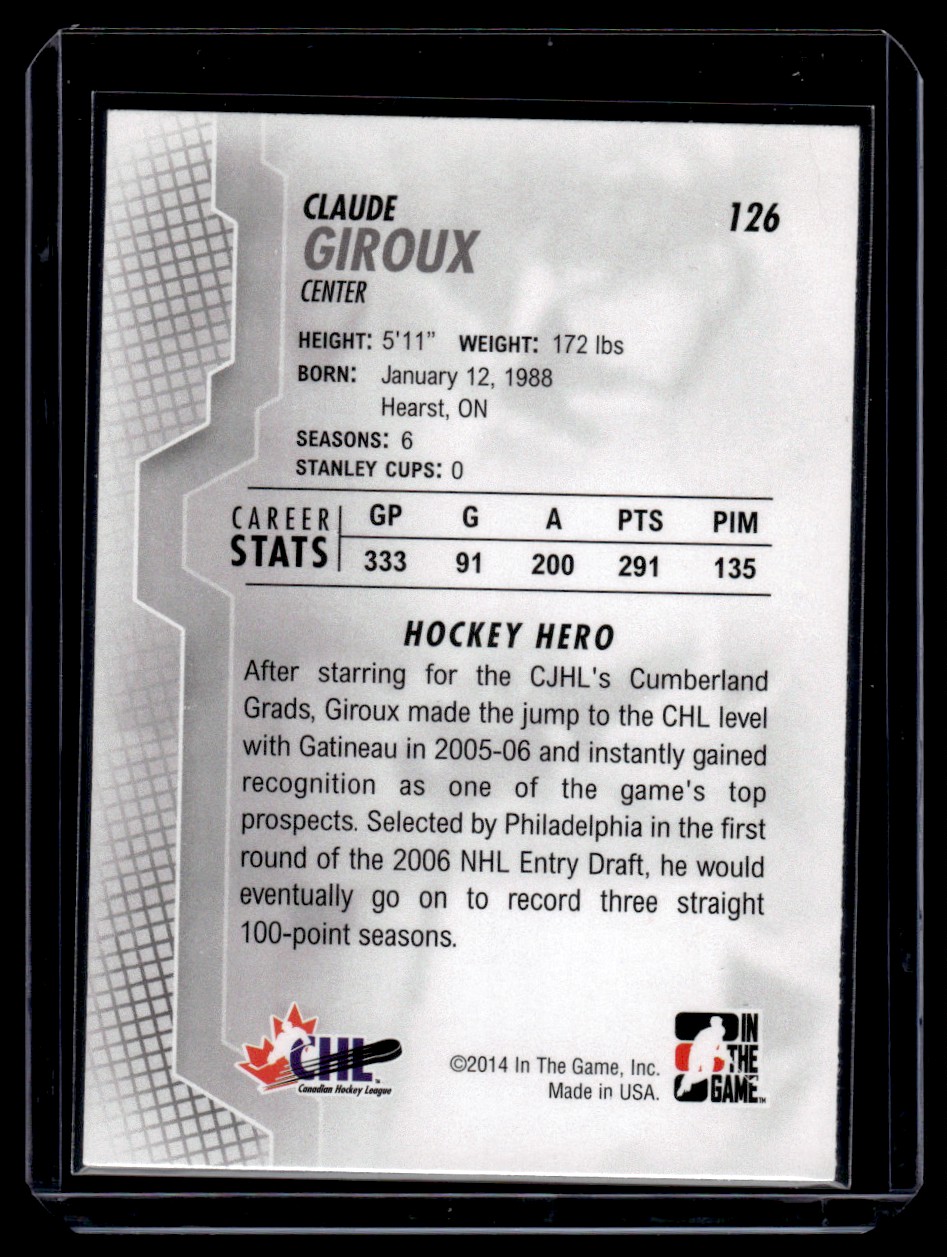 CLAUDE
126
GIROUX
CENTER
HEIGHT: 5'11" WEIGHT: 172 lbs
BORN: January 12, 1988
Hearst, ON
SEASONS: 6
STANLEY CUPS: 0
CAREER STATS GP G A PTS PIM
333 91 200 291 135
HOCKEY HERO
After starring for the CJHL's Cumberland
Grads, Giroux made the jump to the CHL level
with Gatineau in 2005-06 and instantly gained
recognition as one of the game's top
prospects. Selected by Philadelphia in the first
round of the 2006 NHL Entry Draft, he would
eventually go on to record three straight
100-point seasons.
CHL TM
Canadian Hockey League
©2014 In The Game, Inc.
Made in USA.
IN
THE
GAME TM